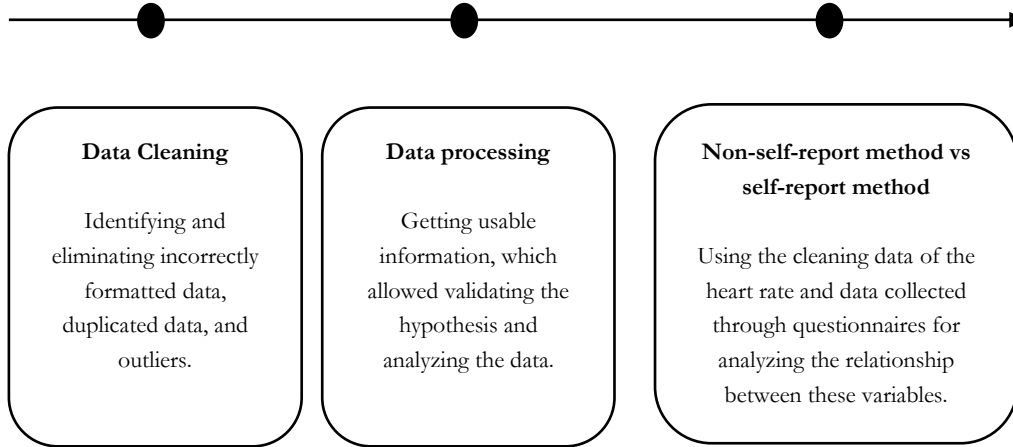 Data Cleaning
Identifying and
eliminating incorrectly
formatted data,
duplicated data, and
outliers.
Data processing
Getting usable
information, which
allowed validating the
hypothesis and
analyzing the data.
Non-self-report method vs
self-report method
Using the cleaning data of the
heart rate and data collected
through questionnaires for
analyzing the relationship
between these variables.